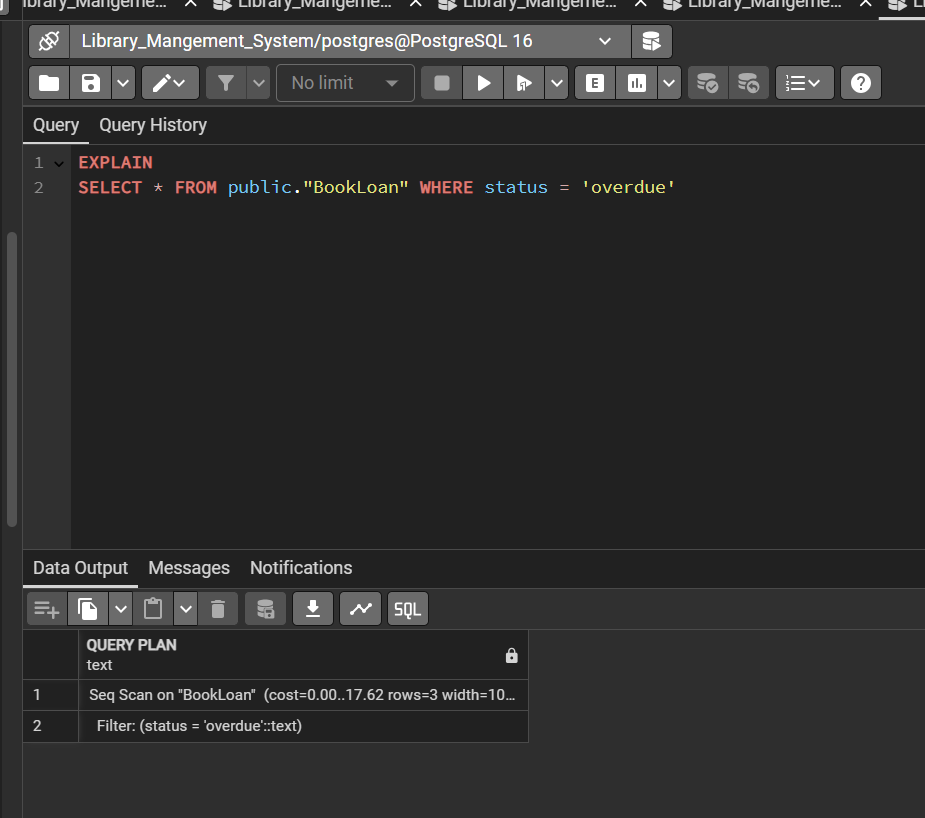 Library_Mangeme...
Library_Mangeme...
Library_Mangeme...
Library_Mangeme...
Library_Mangement_System/postgres@PostgreSQL 16
No limit
E
Query Query History
1 EXPLAIN
2 SELECT * FROM public."BookLoan" WHERE status = 'overdue'
Data Output Messages Notifications
SQL
QUERY PLAN
text
1 Seq Scan on "BookLoan" (cost=0.00..17.62 rows=3 width=10...
2 Filter: (status = 'overdue'::text)